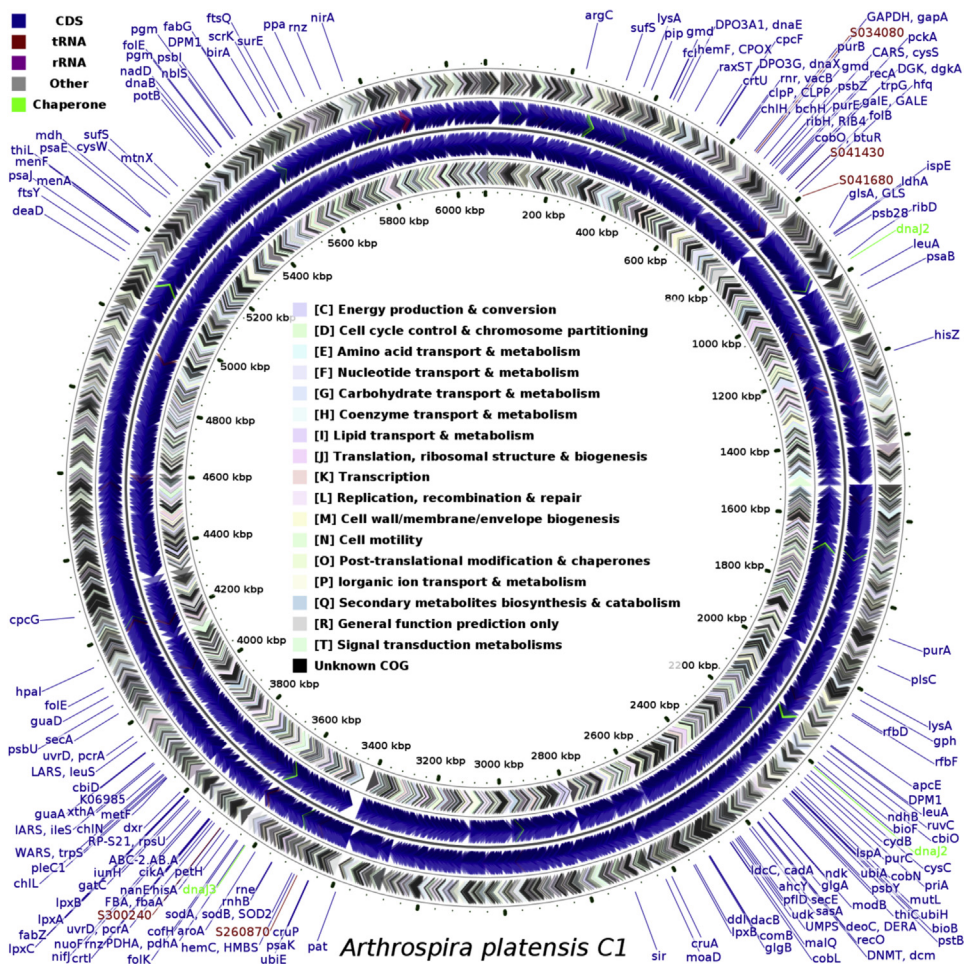 CDS
tRNA
rRNA
Other
Chaperone
ftsQ
pgm fabG
scrK
folE DPM1
surE
pgm psbI
birA
nadD
nblS
dnaB
potB
ppa rnz
nirA
mdh sufS
thiL psaE cysW
menF
mtnX
psaJ menA
ftsY
deaD
argC
sufS lysA
pip gmd
DPO3A1, dnaE
fci hemF, CPOX
cpcF
raxST
DPO3G, dnaX
crtU
rnr, vacB
clpP, CLPP
chlH, bchH
GAPDH, gapA
S034080
purB
pckA
CARS, cysS
gmd
recA DGK, dgkA
psbZ
trpG hfq
purE galE, GALE
ribH, RIB4 folB
cobO, btuR
S041430
S041680
ispE
ldhA
glsA, GLS
ribD
psb28
dnaJ2
leuA
psaB
hisZ
6000 kbp
200 kbp
5800 kbp
400 kbp
5600 kbp
600 kbp
5400 kbp
800 kbp
5200 kbp
1000 kbp
5000 kbp
1200 kbp
4800 kbp
1400 kbp
4600 kbp
1600 kbp
4400 kbp
1800 kbp
4200 kbp
2000 kbp
4000 kbp
2200 kbp
3800 kbp
2400 kbp
3600 kbp
2600 kbp
3400 kbp
2800 kbp
3200 kbp
3000 kbp
[C] Energy production & conversion
[D] Cell cycle control & chromosome partitioning
[E] Amino acid transport & metabolism
[F] Nucleotide transport & metabolism
[G] Carbohydrate transport & metabolism
[H] Coenzyme transport & metabolism
[I] Lipid transport & metabolism
[J] Translation, ribosomal structure & biogenesis
[K] Transcription
[L] Replication, recombination & repair
[M] Cell wall/membrane/envelope biogenesis
[N] Cell motility
[O] Post-translational modification & chaperones
[P] Iorganic ion transport & metabolism
[Q] Secondary metabolites biosynthesis & catabolism
[R] General function prediction only
[T] Signal transduction metabolisms
Unknown COG
cpcG
hpaI
folE
guaD
secA
psbU
uvrD, pcrA
LARS, leuS
cbiD
K06985
guaA xthA metF
IARS, ileS chlN dxr
RP-S21, rpsU
WARS, trpS
pleC1 ABC-2.AB.A
iunH cikA petH
chlL gatC
nanE hisA dnaJ3
lpxB FBA, fbaA
lpxA S300240
rne
rnhB
fabZ uvrD, pcrA
sodA, sodB, SOD2
lpxC nuoF rnz PDHA, pdhA
cofH aroA
S260870 cruP
nifJ crtI
hemC, HMBS psaK
folK
ubiE
pat
purA
plsC
lysA
rfbD gph
rfbF
apcE
DPM1
leuA
ndhB
ruvC
bioF
cbiO
cydB
dnaJ2
lspA purC
cysC
ubiA cobN
priA
psbY
mutL
thiC ubiH
bioB
pstB
ldcC, cadA
ndk
ahcY glgA
pflD secE
modB
udk sasA
deoC, DERA
UMPS
recO
malQ
DNMT, dcm
cobL
ddl dacB
lpxB comB
glgB
cruA
moaD
sir
Arthrospira platensis C1